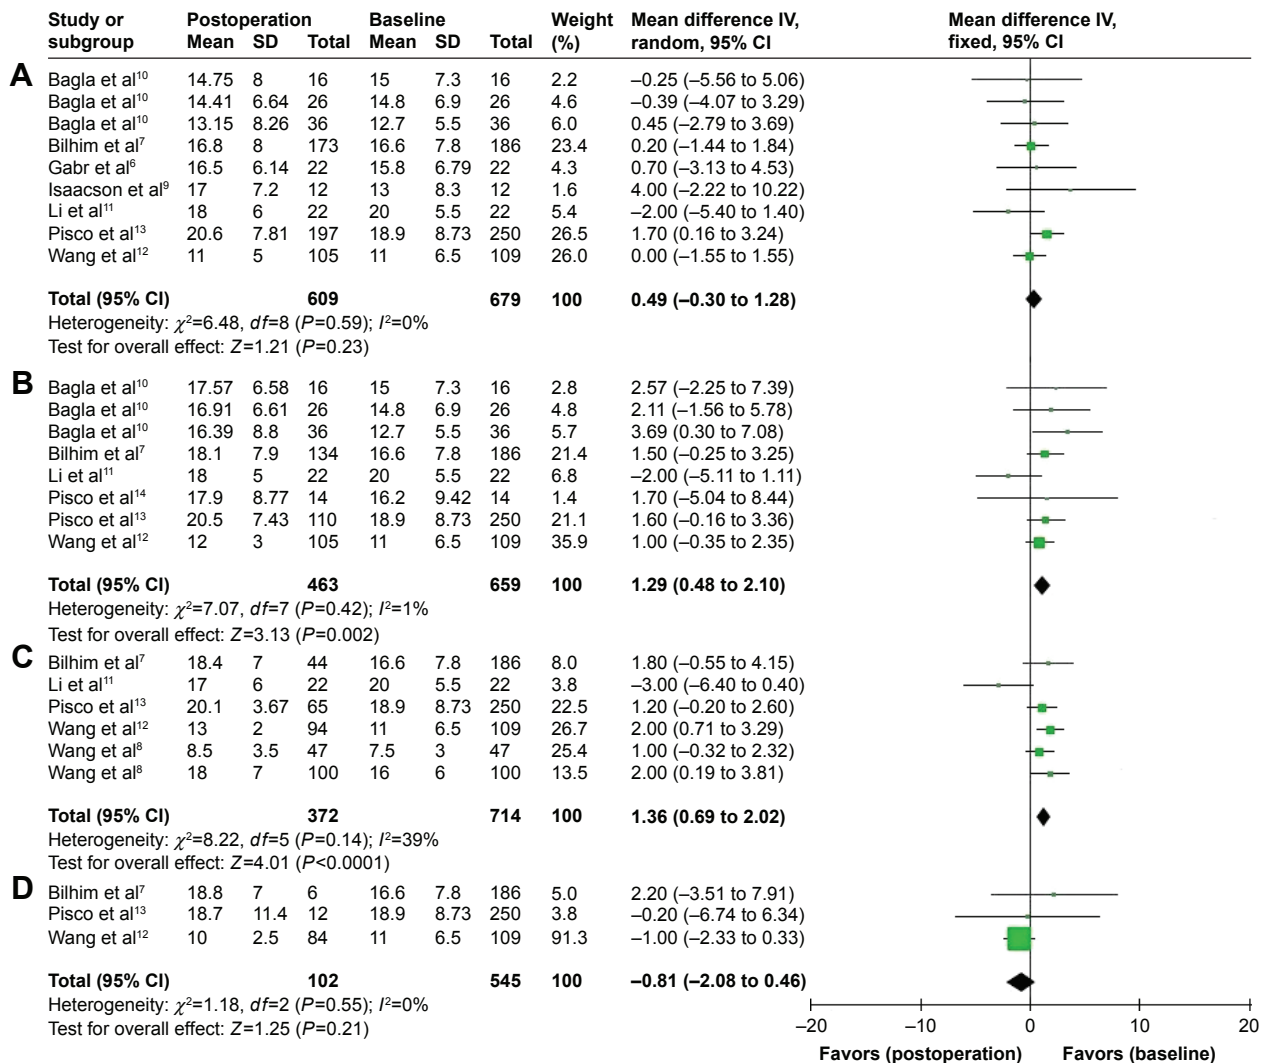 Study or subgroup Postoperation Baseline Weight (%) Mean difference IV, random, 95% CI Mean difference IV, fixed, 95% CI
Mean SD Total Mean SD Total
A
Bagla et al10 14.75 8 16 15 7.3 16 2.2 –0.25 (–5.56 to 5.06)
Bagla et al10 14.41 6.64 26 14.8 6.9 26 4.6 –0.39 (–4.07 to 3.29)
Bagla et al10 13.15 8.26 36 12.7 5.5 36 6.0 0.45 (–2.79 to 3.69)
Bilhim et al7 16.8 8 173 16.6 7.8 186 23.4 0.20 (–1.44 to 1.84)
Gabr et al6 16.5 6.14 22 15.8 6.79 22 4.3 0.70 (–3.13 to 4.53)
Isaacson et al9 17 7.2 12 13 8.3 12 1.6 4.00 (–2.22 to 10.22)
Li et al11 18 6 22 20 5.5 22 5.4 –2.00 (–5.40 to 1.40)
Pisco et al13 20.6 7.81 197 18.9 8.73 250 26.5 1.70 (0.16 to 3.24)
Wang et al12 11 5 105 11 6.5 109 26.0 0.00 (–1.55 to 1.55)
Total (95% CI) 609 679 100 0.49 (–0.30 to 1.28)
Heterogeneity: χ2=6.48, df=8 (P=0.59); I2=0%
Test for overall effect: Z=1.21 (P=0.23)
B
Bagla et al10 17.57 6.58 16 15 7.3 16 2.8 2.57 (–2.25 to 7.39)
Bagla et al10 16.91 6.61 26 14.8 6.9 26 4.8 2.11 (–1.56 to 5.78)
Bagla et al10 16.39 8.8 36 12.7 5.5 36 5.7 3.69 (0.30 to 7.08)
Bilhim et al7 18.1 7.9 134 16.6 7.8 186 21.4 1.50 (–0.25 to 3.25)
Li et al11 18 5 22 20 5.5 22 6.8 –2.00 (–5.11 to 1.11)
Pisco et al14 17.9 8.77 14 16.2 9.42 14 1.4 1.70 (–5.04 to 8.44)
Pisco et al13 20.5 7.43 110 18.9 8.73 250 21.1 1.60 (–0.16 to 3.36)
Wang et al12 12 3 105 11 6.5 109 35.9 1.00 (–0.35 to 2.35)
Total (95% CI) 463 659 100 1.29 (0.48 to 2.10)
Heterogeneity: χ2=7.07, df=7 (P=0.42); I2=1%
Test for overall effect: Z=3.13 (P=0.002)
C
Bilhim et al7 18.4 7 44 16.6 7.8 186 8.0 1.80 (–0.55 to 4.15)
Li et al11 17 6 22 20 5.5 22 3.8 –3.00 (–6.40 to 0.40)
Pisco et al13 20.1 3.67 65 18.9 8.73 250 22.5 1.20 (–0.20 to 2.60)
Wang et al12 13 2 94 11 6.5 109 26.7 2.00 (0.71 to 3.29)
Wang et al8 8.5 3.5 47 7.5 3 47 25.4 1.00 (–0.32 to 2.32)
Wang et al8 18 7 100 16 6 100 13.5 2.00 (0.19 to 3.81)
Total (95% CI) 372 714 100 1.36 (0.69 to 2.02)
Heterogeneity: χ2=8.22, df=5 (P=0.14); I2=39%
Test for overall effect: Z=4.01 (P<0.0001)
D
Bilhim et al7 18.8 7 6 16.6 7.8 186 5.0 2.20 (–3.51 to 7.91)
Pisco et al13 18.7 11.4 12 18.9 8.73 250 3.8 –0.20 (–6.74 to 6.34)
Wang et al12 10 2.5 84 11 6.5 109 91.3 –1.00 (–2.33 to 0.33)
Total (95% CI) 102 545 100 –0.81 (–2.08 to 0.46)
Heterogeneity: χ2=1.18, df=2 (P=0.55); I2=0%
Test for overall effect: Z=1.25 (P=0.21)
–20 –10 0 10 20
Favors (postoperation) Favors (baseline)